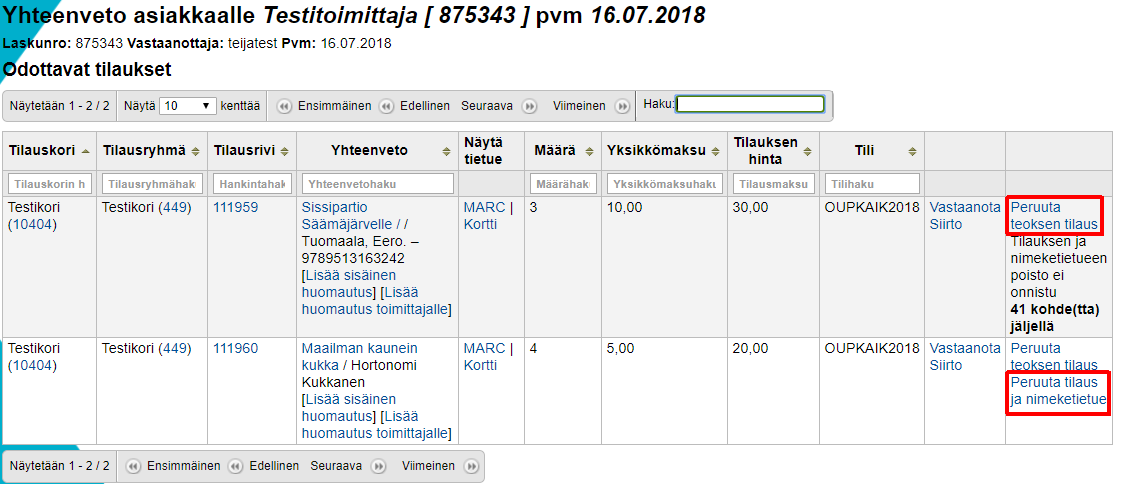 Yhteenveto asiakkaalle Testitoimittaja [ 875343 ] pvm 16.07.2018
Laskunro: 875343 Vastaanottaja: teijatest Pvm: 16.07.2018
Odottavat tilaukset
Näytetään 1 - 2 / 2 Näytä 10 kenttää Ensimmäinen Edellinen Seuraava Viimeinen Haku:
Tilauskori Tilausryhmä Tilausrivi Yhteenveto Näytä tietue Määrä Yksikkömaksu Tilauksen hinta Tili
Tilauskorin h Tilausryhmähak Hankintahak Yhteenvetohaku Määrähak Yksikkömaksuhaku Tilausmaksu Tilihaku
Testikori
(10404)
Testikori (449)
111959
Sissipartio
Säämäjärvelle / /
Tuomaala, Eero. –
9789513163242
[Lisää sisäinen
huomautus] [Lisää
huomautus toimittajalle]
MARC |
Kortti
3
10,00
30,00
OUPKAIK2018
Vastaanota
Siirto
Peruuta
teoksen tilaus
Tilauksen ja
nimeketietueen
poisto ei
onnistu
41 kohde(tta)
jäljellä
Testikori
(10404)
Testikori (449)
111960
Maailman kaunein
kukka / Hortonomi
Kukkanen
[Lisää sisäinen
huomautus] [Lisää
huomautus toimittajalle]
MARC |
Kortti
4
5,00
20,00
OUPKAIK2018
Vastaanota
Siirto
Peruuta
teoksen tilaus
Peruuta tilaus
ja nimeketietue
Näytetään 1 - 2 / 2 Ensimmäinen Edellinen Seuraava Viimeinen